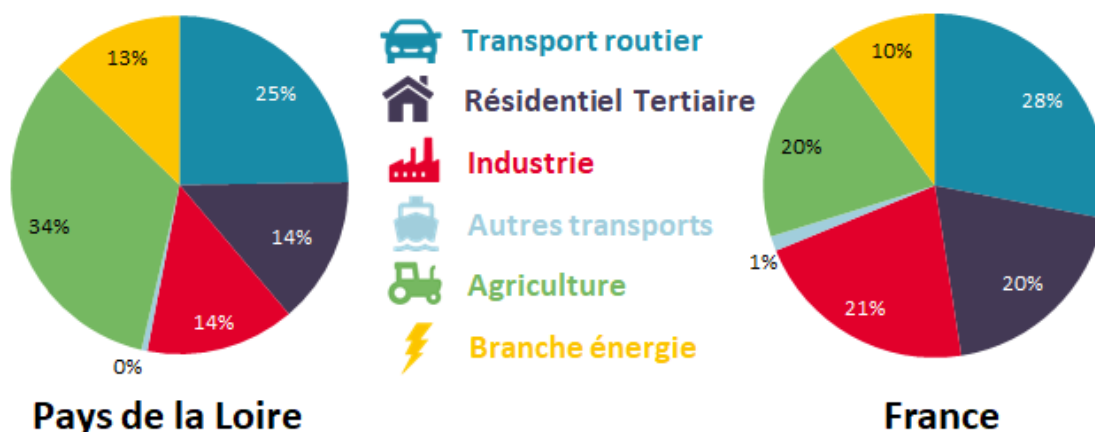 13%
25%
34%
14%
14%
0%
Pays de la Loire
Transport routier
Résidentiel Tertiaire
Industrie
Autres transports
Agriculture
Branche énergie
10%
28%
20%
1%
20%
21%
France